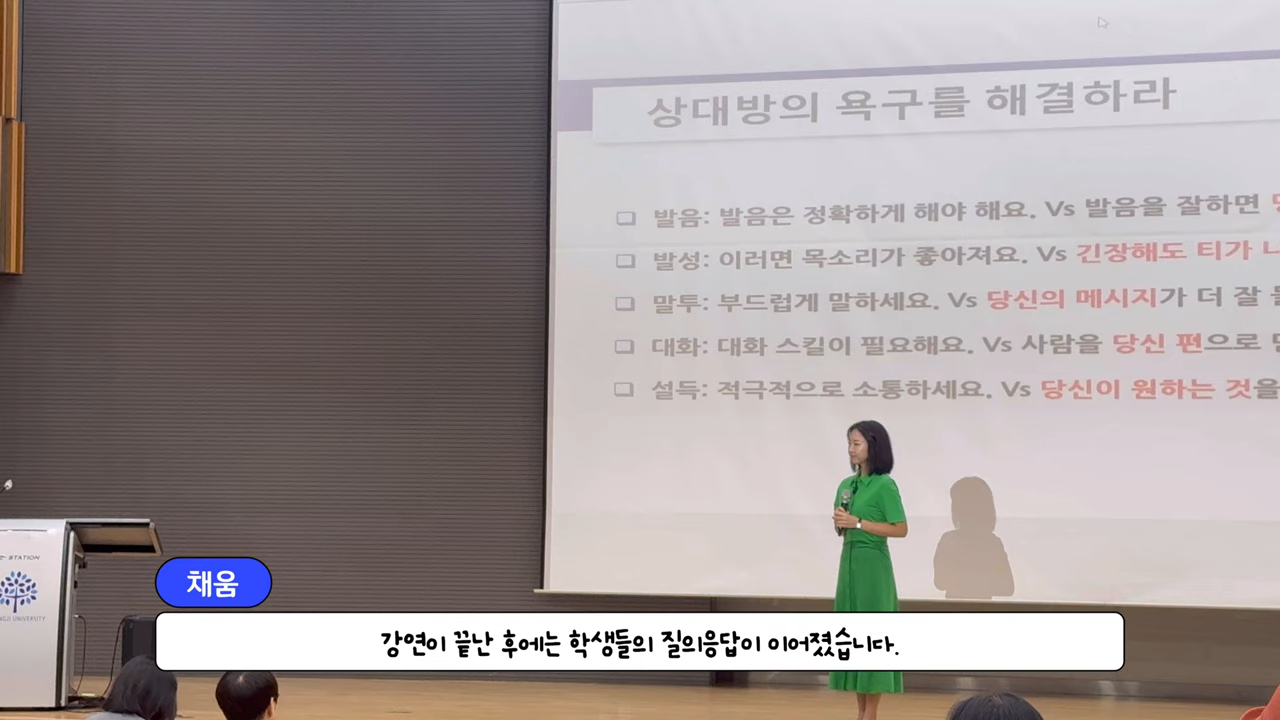 상대방의 욕구를 해결하라
발음: 발음은 정확하게 해야 해요. Vs 발음을 잘하면
발성: 이러면 목소리가 좋아져요. Vs 긴장해도 티가
말투: 부드럽게 말하세요. Vs 당신의 메시지가 더 잘
대화: 대화 스킬이 필요해요. Vs 사람을 당신 편으로
설득: 적극적으로 소통하세요. Vs 당신이 원하는 것을
STATION
UNIVERSITY
채움
강연이 끝난 후에는 학생들의 질의응답이 이어졌습니다.